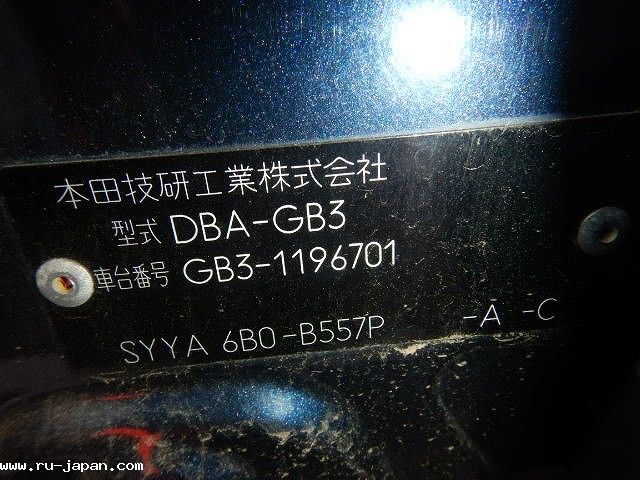 本田技研工業株式会社
型式 DBA-GB3
車台番号 GB3-1196701
SYYA 6B0-B557P -A -C
www.ru-japan.com